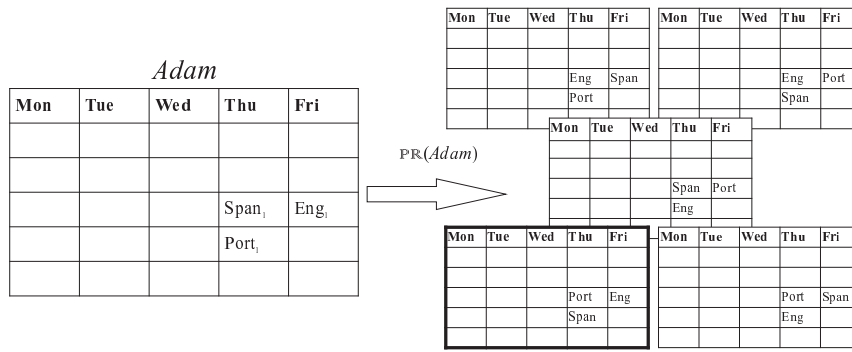 Adam
Mon Tue Wed Thu Fri
Span₁ Eng₁
Port₁
ℙℝ(Adam)
Mon Tue Wed Thu Fri
Eng Span
Port
Mon Tue Wed Thu Fri
Eng Port
Span
Mon Tue Wed Thu Fri
Span Port
Eng
Mon Tue Wed Thu Fri
Port Eng
Span
Mon Tue Wed Thu Fri
Port Span
Eng